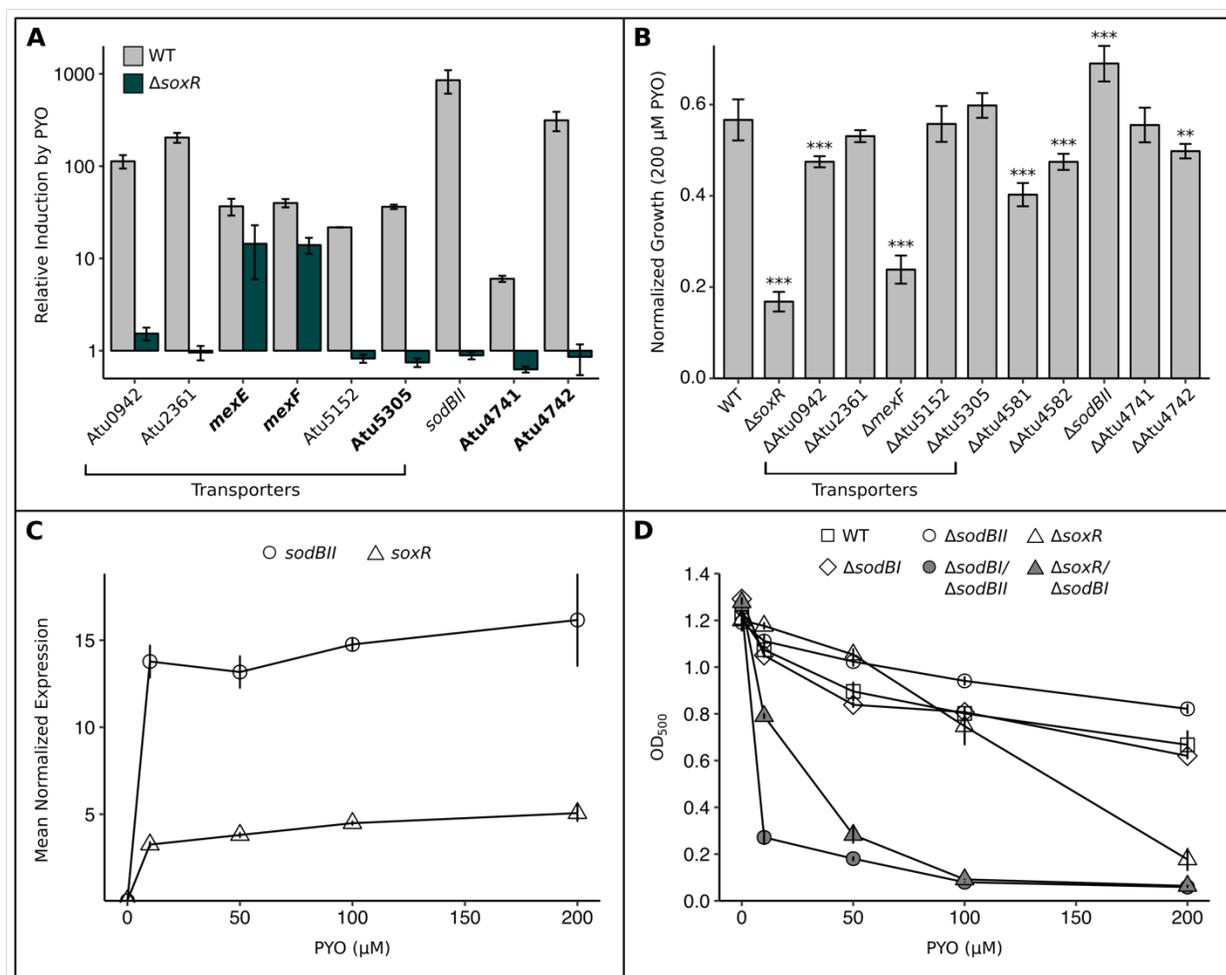 A
WT
ΔsoxR
Relative Induction by PYO
1000
100
10
1
Atu0942
Atu2361
mexE
mexF
Atu5152
Atu5305
sodBII
Atu4741
Atu4742
Transporters
B
Normalized Growth (200 µM PYO)
0.6
0.4
0.2
0.0
***
***
***
***
***
***
**
WT
ΔsoxR
ΔAtu0942
ΔAtu2361
ΔmexF
ΔAtu5152
ΔAtu5305
ΔAtu4581
ΔAtu4582
ΔsodBII
ΔAtu4741
ΔAtu4742
Transporters
C
sodBII
soxR
Mean Normalized Expression
15
10
5
0
50
100
150
200
PYO (µM)
D
WT
ΔsodBII
ΔsoxR
ΔsodBI
ΔsodBI/
ΔsodBII
ΔsoxR/
ΔsodBI
OD500
1.4
1.2
1.0
0.8
0.6
0.4
0.2
0.0
0
50
100
150
200
PYO (µM)